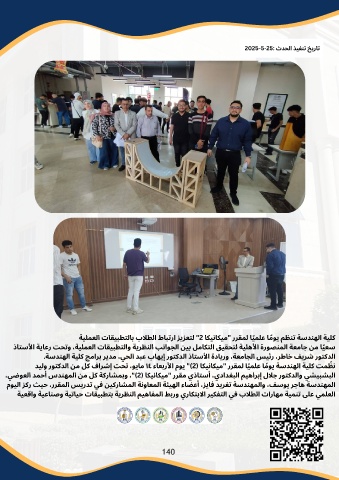 تاريخ تنفيذ الحدث :25-5-2025
كلية الهندسة تنظم يومًا علميًا لمقرر "ميكانيكا 2" لتعزيز ارتباط الطلاب بالتطبيقات العملية
سعيًا من جامعة المنصورة الأهلية لتحقيق التكامل بين الجوانب النظرية والتطبيقات العملية، وتحت رعاية الأستاذ
الدكتور شريف خاطر، رئيس الجامعة، وريادة الأستاذ الدكتور إيهاب عبد الحي، مدير برامج كلية الهندسة،
نظّمت كلية الهندسة يومًا علميًا لمقرر "ميكانيكا (2)" يوم الأربعاء ١٤ مايو، تحت إشراف كل من الدكتور وليد
البشبيشي والدكتور جلال إبراهيم البغدادي، أستاذي مقرر "ميكانيكا (2)"، وبمشاركة كل من المهندس أحمد العوضي،
المهندسة هاجر يوسف، والمهندسة تغريد فايز، أعضاء الهيئة المعاونة المشاركين في تدريس المقرر، حيث ركز اليوم
العلمي على تنمية مهارات الطلاب في التفكير الابتكاري وربط المفاهيم النظرية بتطبيقات حياتية وصناعية واقعية
140